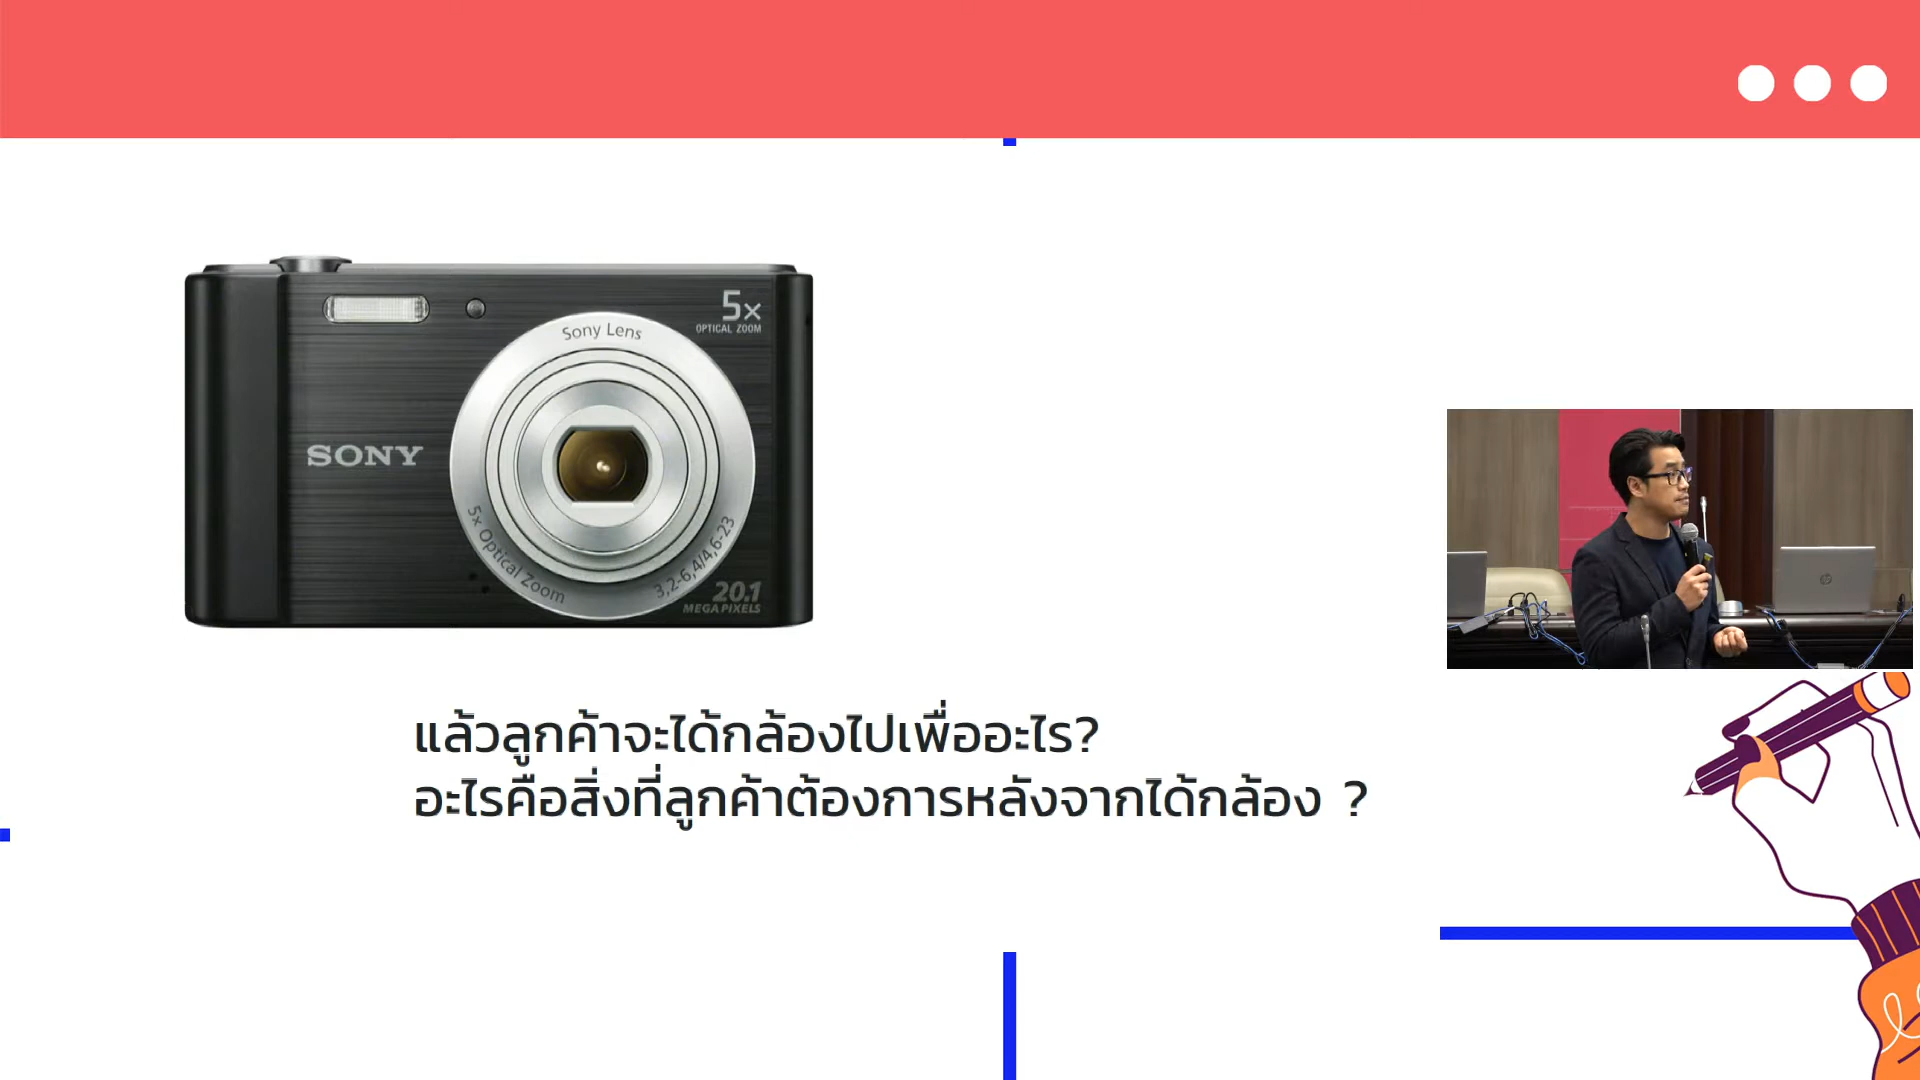 5x
OPTICAL ZOOM
Sony Lens
SONY
5x Optical Zoom
3,2-6,4/4,6-23
20.1
MEGA PIXELS
แล้วลูกค้าจะได้กล้องไปเพื่ออะไร?
อะไรคือสิ่งที่ลูกค้าต้องการหลังจากได้กล้อง ?